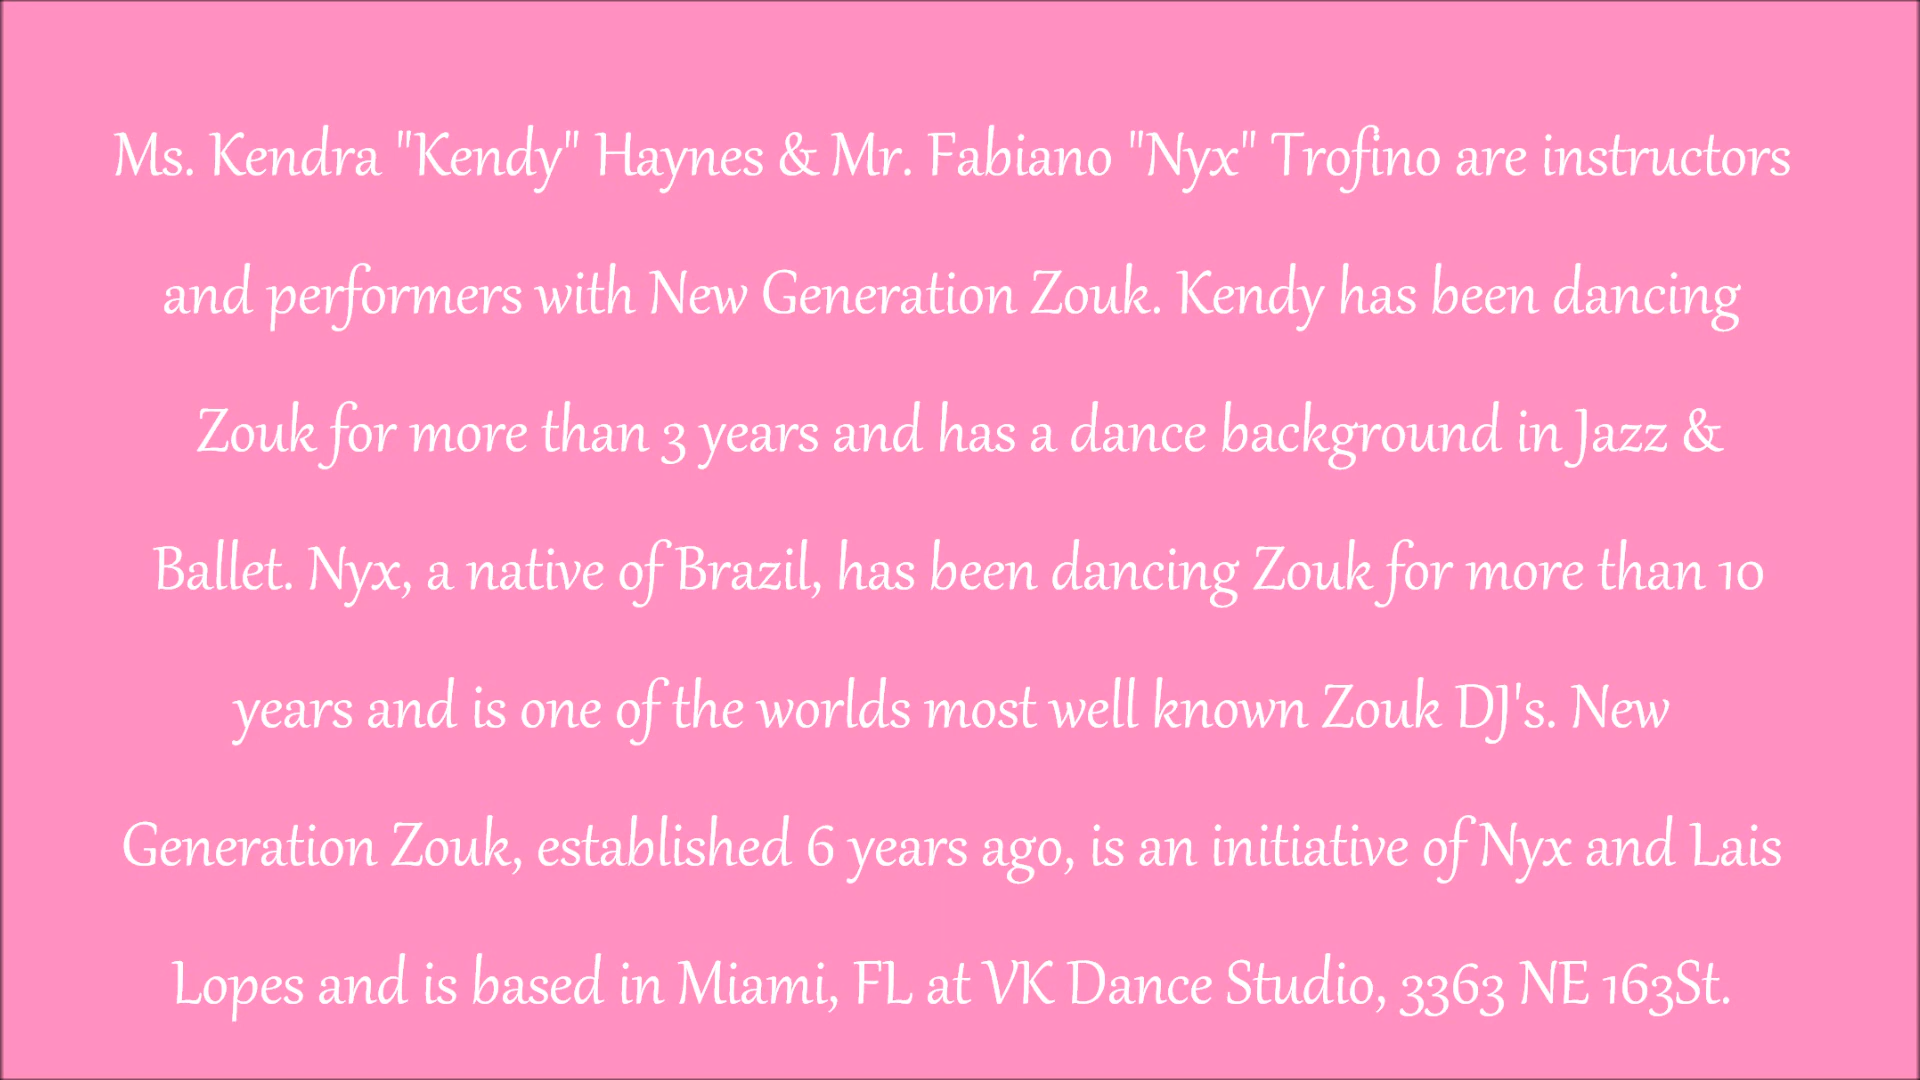 Ms. Kendra "Kendy" Haynes & Mr. Fabiano "Nyx" Trofino are instructors
and performers with New Generation Zouk. Kendy has been dancing
Zouk for more than 3 years and has a dance background in Jazz &
Ballet. Nyx, a native of Brazil, has been dancing Zouk for more than 10
years and is one of the worlds most well known Zouk DJ's. New
Generation Zouk, established 6 years ago, is an initiative of Nyx and Lais
Lopes and is based in Miami, FL at VK Dance Studio, 3363 NE 163St.